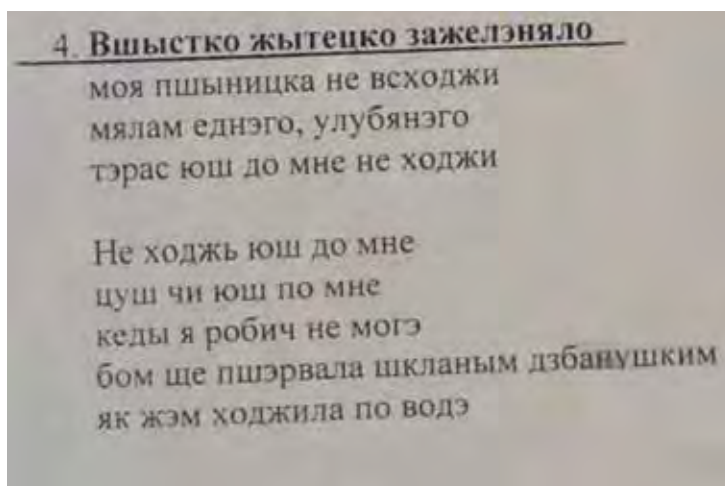 4. Вшыстко жытецко зажелэняло
моя пшыницка не всходжи
мялам еднэго, улубянэго
тэрас юш до мне не ходжи
Не ходжь юш до мне
цуш чи юш по мне
кеды я робич не могэ
бом ще пшэрвала шкланым дзбанушким
як жэм ходжила по водэ